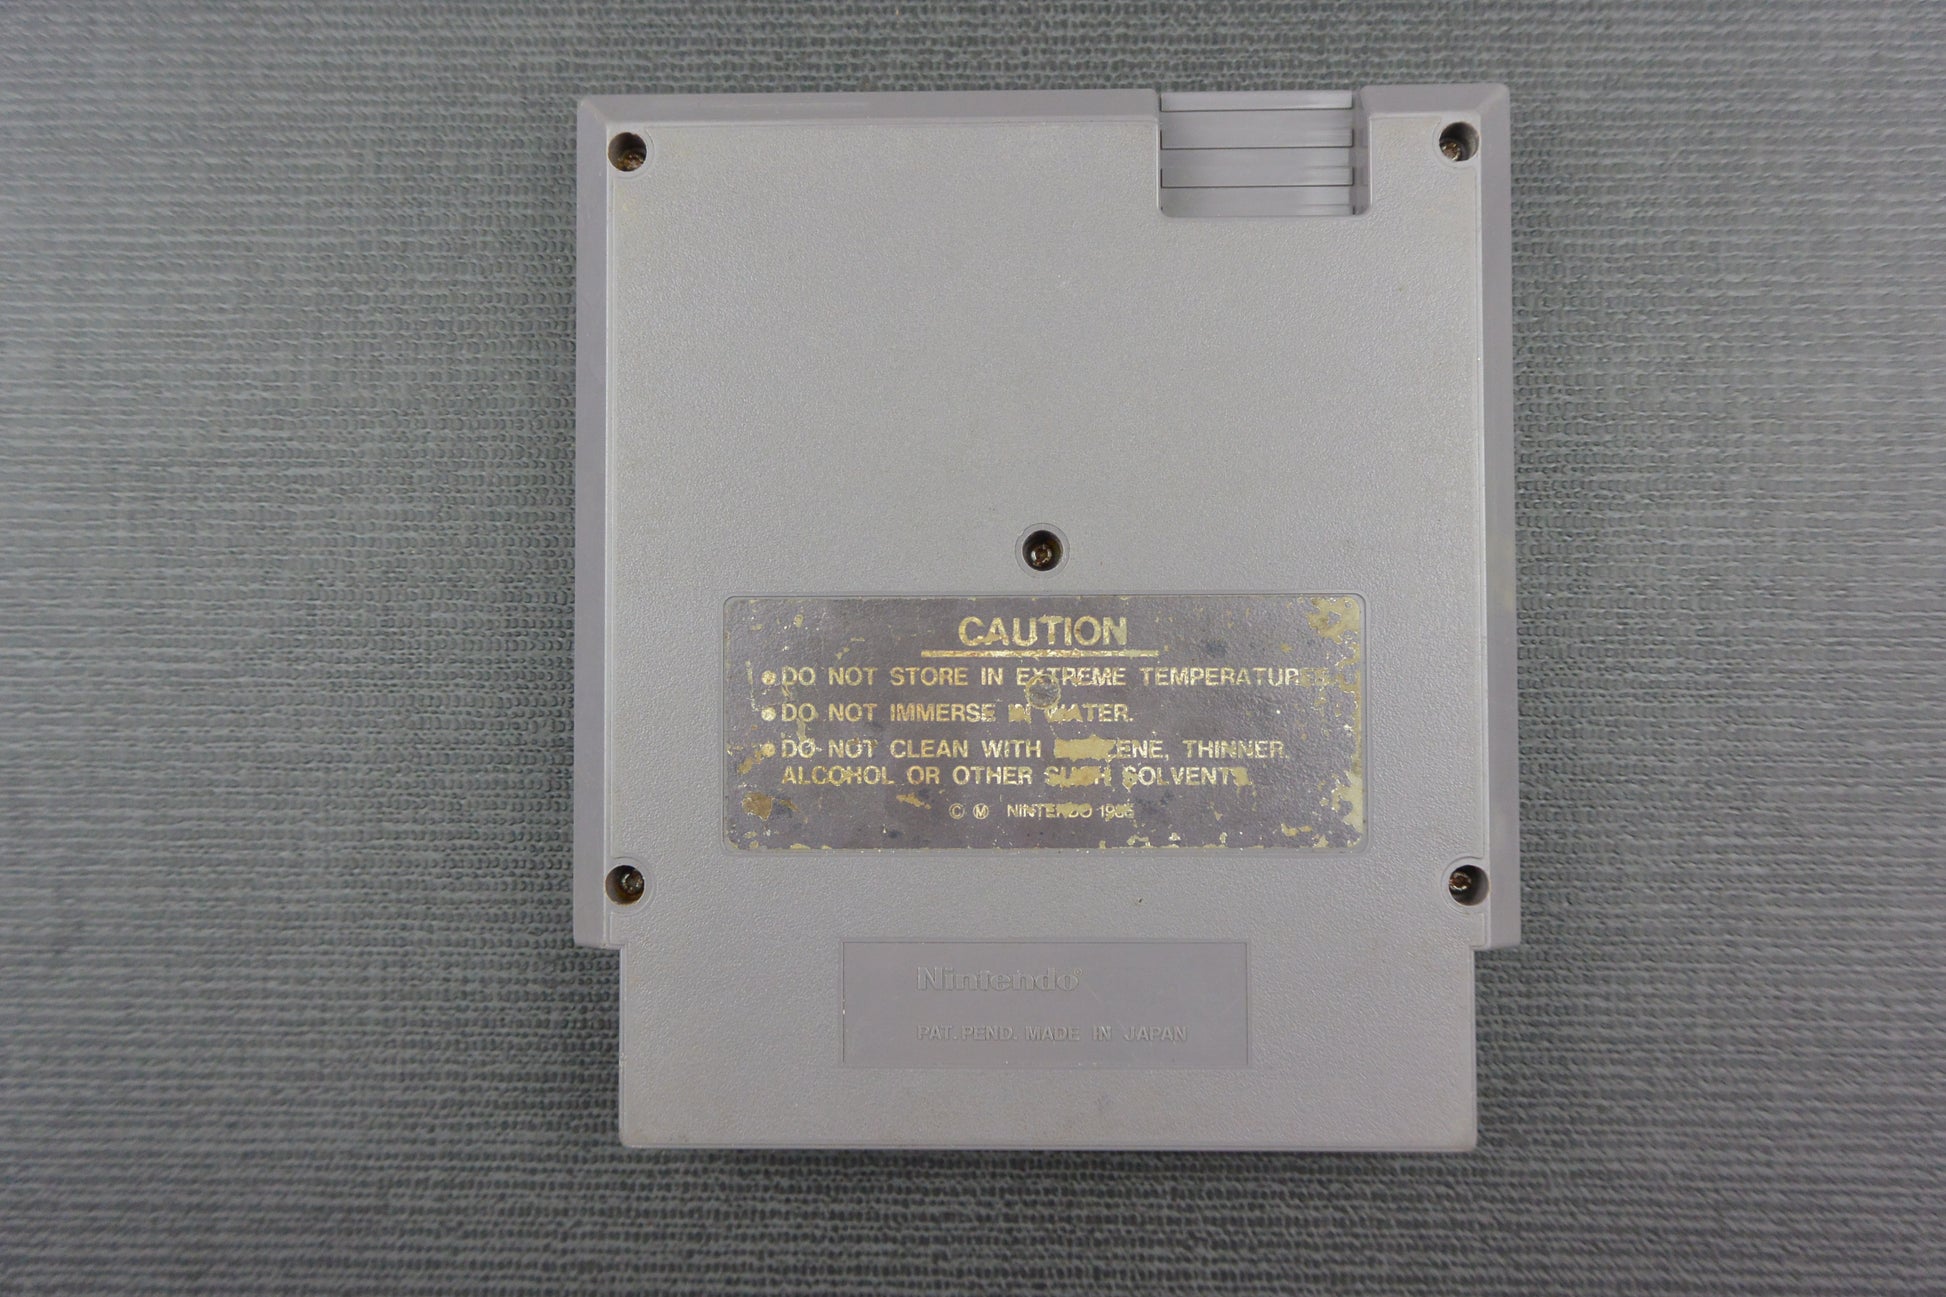 CAUTION
• DO NOT STORE IN EXTREME TEMPERATURES.
• DO NOT IMMERSE IN WATER.
• DO NOT CLEAN WITH BENZENE, THINNER,
ALCOHOL OR OTHER SUCH SOLVENTS.
© Ⓜ NINTENDO 1985
Nintendo®
PAT. PEND. MADE IN JAPAN